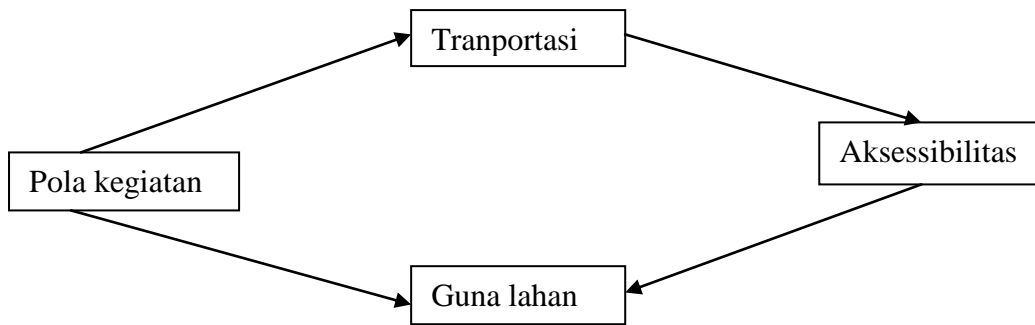 Tranportasi
Aksessibilitas
Pola kegiatan
Guna lahan